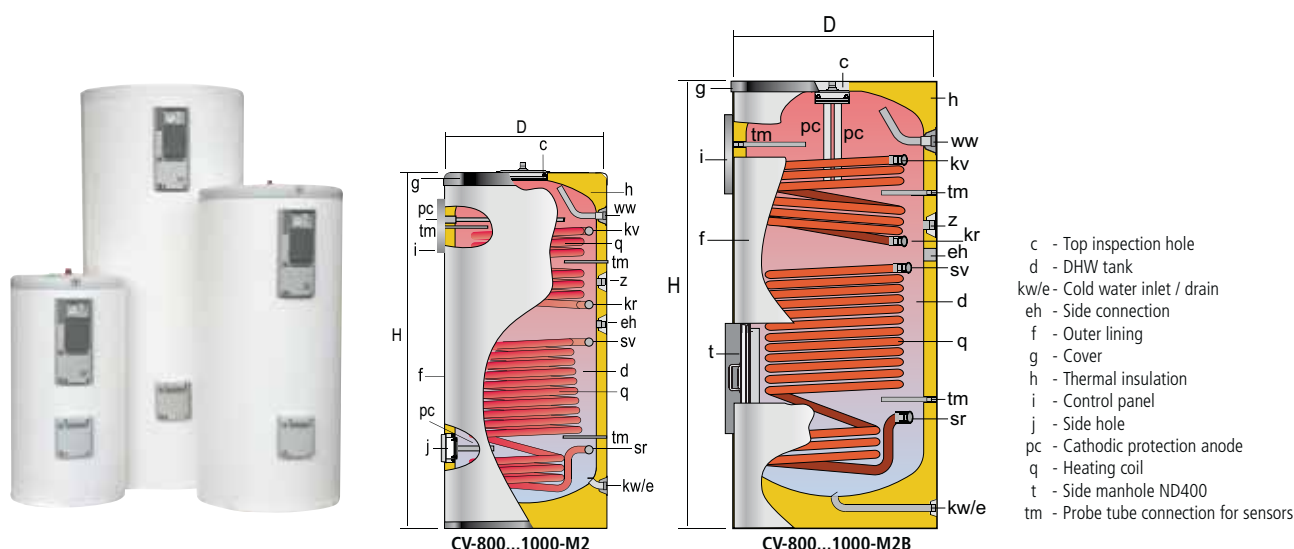 D
c
g
h
pc
tm
i
ww
kv
q
tm
z
kr
eh
sv
H
f
d
q
pc
j
tm
sr
kw/e
CV-800...1000-M2
D
c
g
h
pc
pc
tm
i
ww
kv
tm
z
kr
eh
sv
f
H
d
t
q
tm
sr
kw/e
CV-800...1000-M2B
c - Top inspection hole
d - DHW tank
kw/e - Cold water inlet / drain
eh - Side connection
f - Outer lining
g - Cover
h - Thermal insulation
i - Control panel
j - Side hole
pc - Cathodic protection anode
q - Heating coil
t - Side manhole ND400
tm - Probe tube connection for sensors